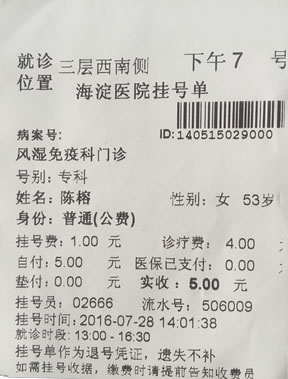 就诊 三层西南侧 下午7 号
位置 海淀医院挂号单
病案号: ID:140515029000
风湿免疫科门诊
号别: 专科
姓名: 陈榕 性别: 女 53岁
身份: 普通(公费)
挂号费: 1.00 元 诊疗费: 4.00 元
自付: 5.00 元 医保已支付: 0.00 元
垫付: 0.00 元 实收: 5.00 元
挂号员: 02666 流水号: 506009
挂号时间: 2016-07-28 14:01:38
就诊时段: 13:00 - 16:30
挂号单作为退号凭证，遗失不补
如需挂号收据，缴费时请提前告知收费员